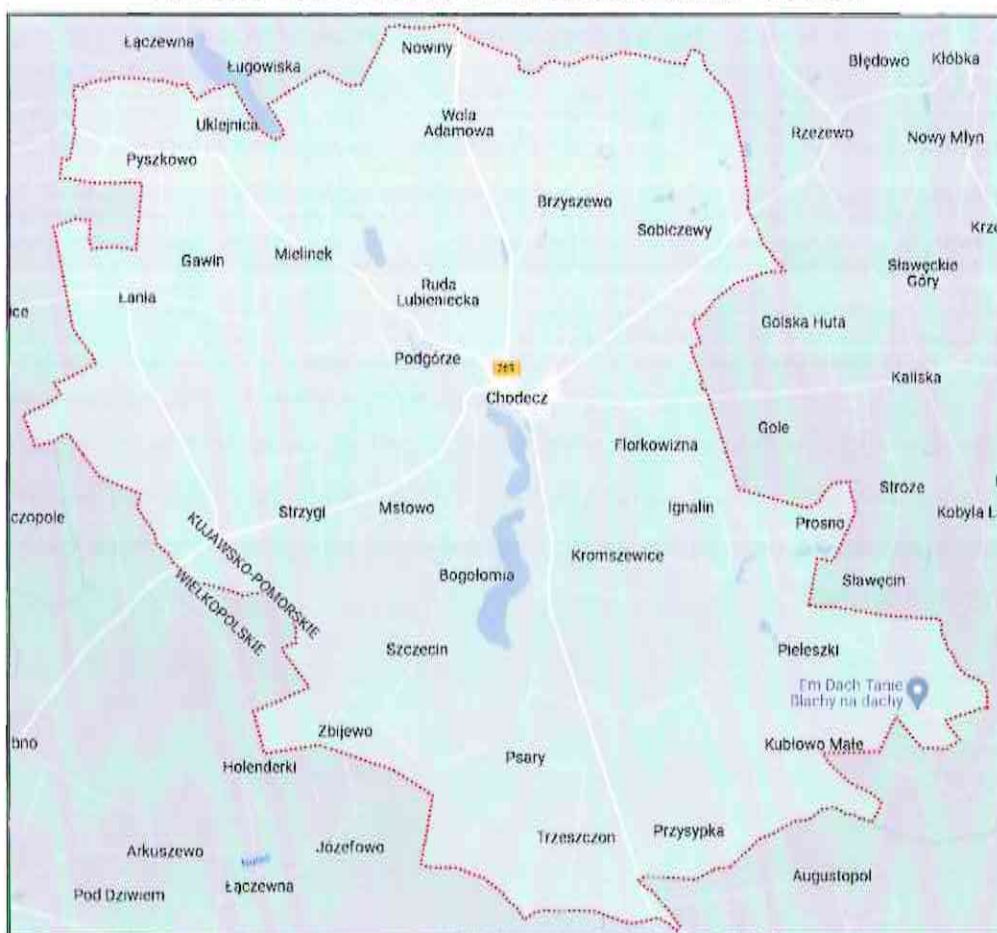 Łączewna
Nowiny
Ługowiska
Błędowo
Kłóbka
Uklejnica
Wola
Adamowa
Rzeżewo
Nowy Młyn
Pyszkowo
Brzyszewo
Sobiczewy
Gawin
Mielinek
Sławęckie
Góry
Łania
Ruda
Lubieniecka
Golska Huta
Podgórze
269
Kaliska
Chodecz
Gole
Florkowizna
Stróże
Strzygi
Mstowo
Ignalin
Prosno
KUJAWSKO-POMORSKIE
WIELKOPOLSKIE
Kromszewice
Bogołomia
Sławęcin
Szczecin
Pieleszki
Em Dach Tanie
Blachy na dachy
Zbijewo
Psary
Kubłowo Małe
Holenderki
Trzeszczon
Przysypka
Arkuszewo
Józefowo
Łączewna
Augustopol
Pod Dziwiem